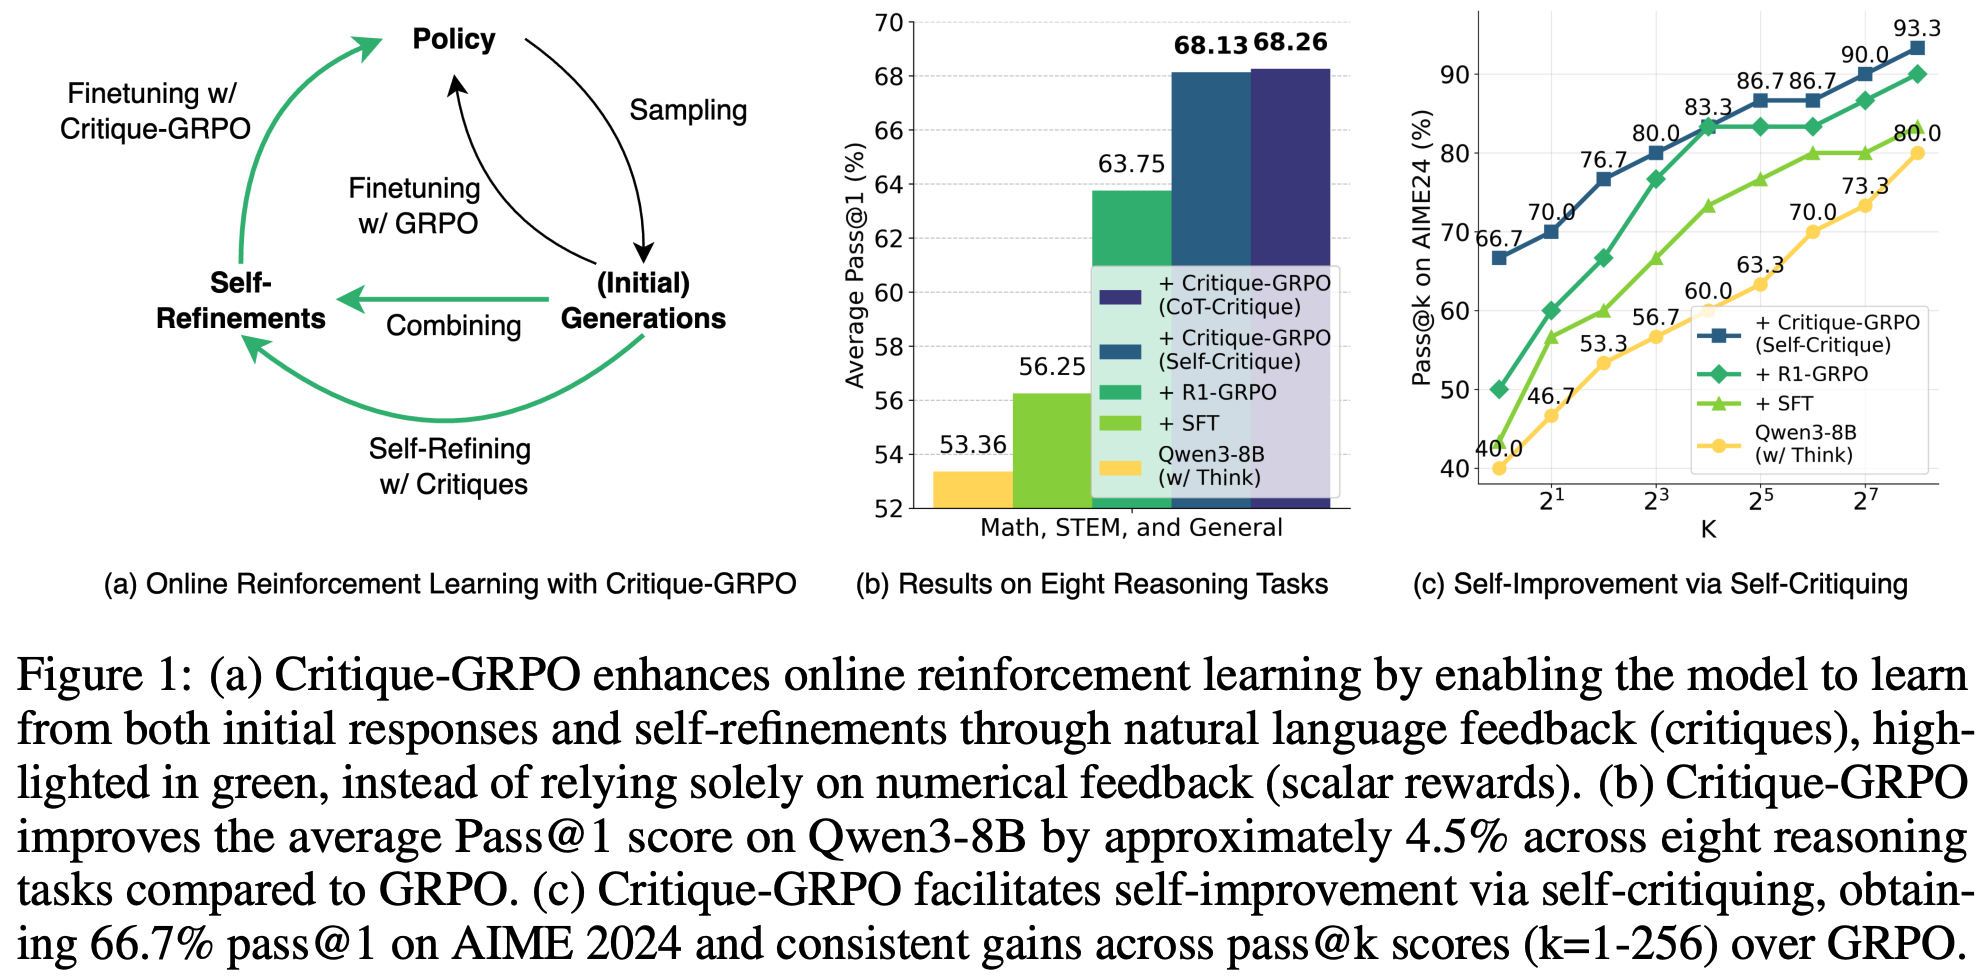 Policy
Finetuning w/
Critique-GRPO
Sampling
Finetuning
w/ GRPO
Self-
Refinements
(Initial)
Generations
Combining
Self-Refining
w/ Critiques
(a) Online Reinforcement Learning with Critique-GRPO
Average Pass@1 (%)
70
68
66
64
62
60
58
56
54
52
53.36
56.25
63.75
68.13
68.26
+ Critique-GRPO
(CoT-Critique)
+ Critique-GRPO
(Self-Critique)
+ R1-GRPO
+ SFT
Qwen3-8B
(w/ Think)
Math, STEM, and General
(b) Results on Eight Reasoning Tasks
Pass@k on AIME24 (%)
90
80
70
60
50
40
66.7
70.0
76.7
80.0
83.3
86.7
86.7
90.0
93.3
40.0
46.7
53.3
56.7
60.0
63.3
70.0
73.3
80.0
+ Critique-GRPO
(Self-Critique)
+ R1-GRPO
+ SFT
Qwen3-8B
(w/ Think)
2¹
2³
2⁵
2⁷
K
(c) Self-Improvement via Self-Critiquing
Figure 1: (a) Critique-GRPO enhances online reinforcement learning by enabling the model to learn
from both initial responses and self-refinements through natural language feedback (critiques), high-
lighted in green, instead of relying solely on numerical feedback (scalar rewards). (b) Critique-GRPO
improves the average Pass@1 score on Qwen3-8B by approximately 4.5% across eight reasoning
tasks compared to GRPO. (c) Critique-GRPO facilitates self-improvement via self-critiquing, obtain-
ing 66.7% pass@1 on AIME 2024 and consistent gains across pass@k scores (k=1-256) over GRPO.